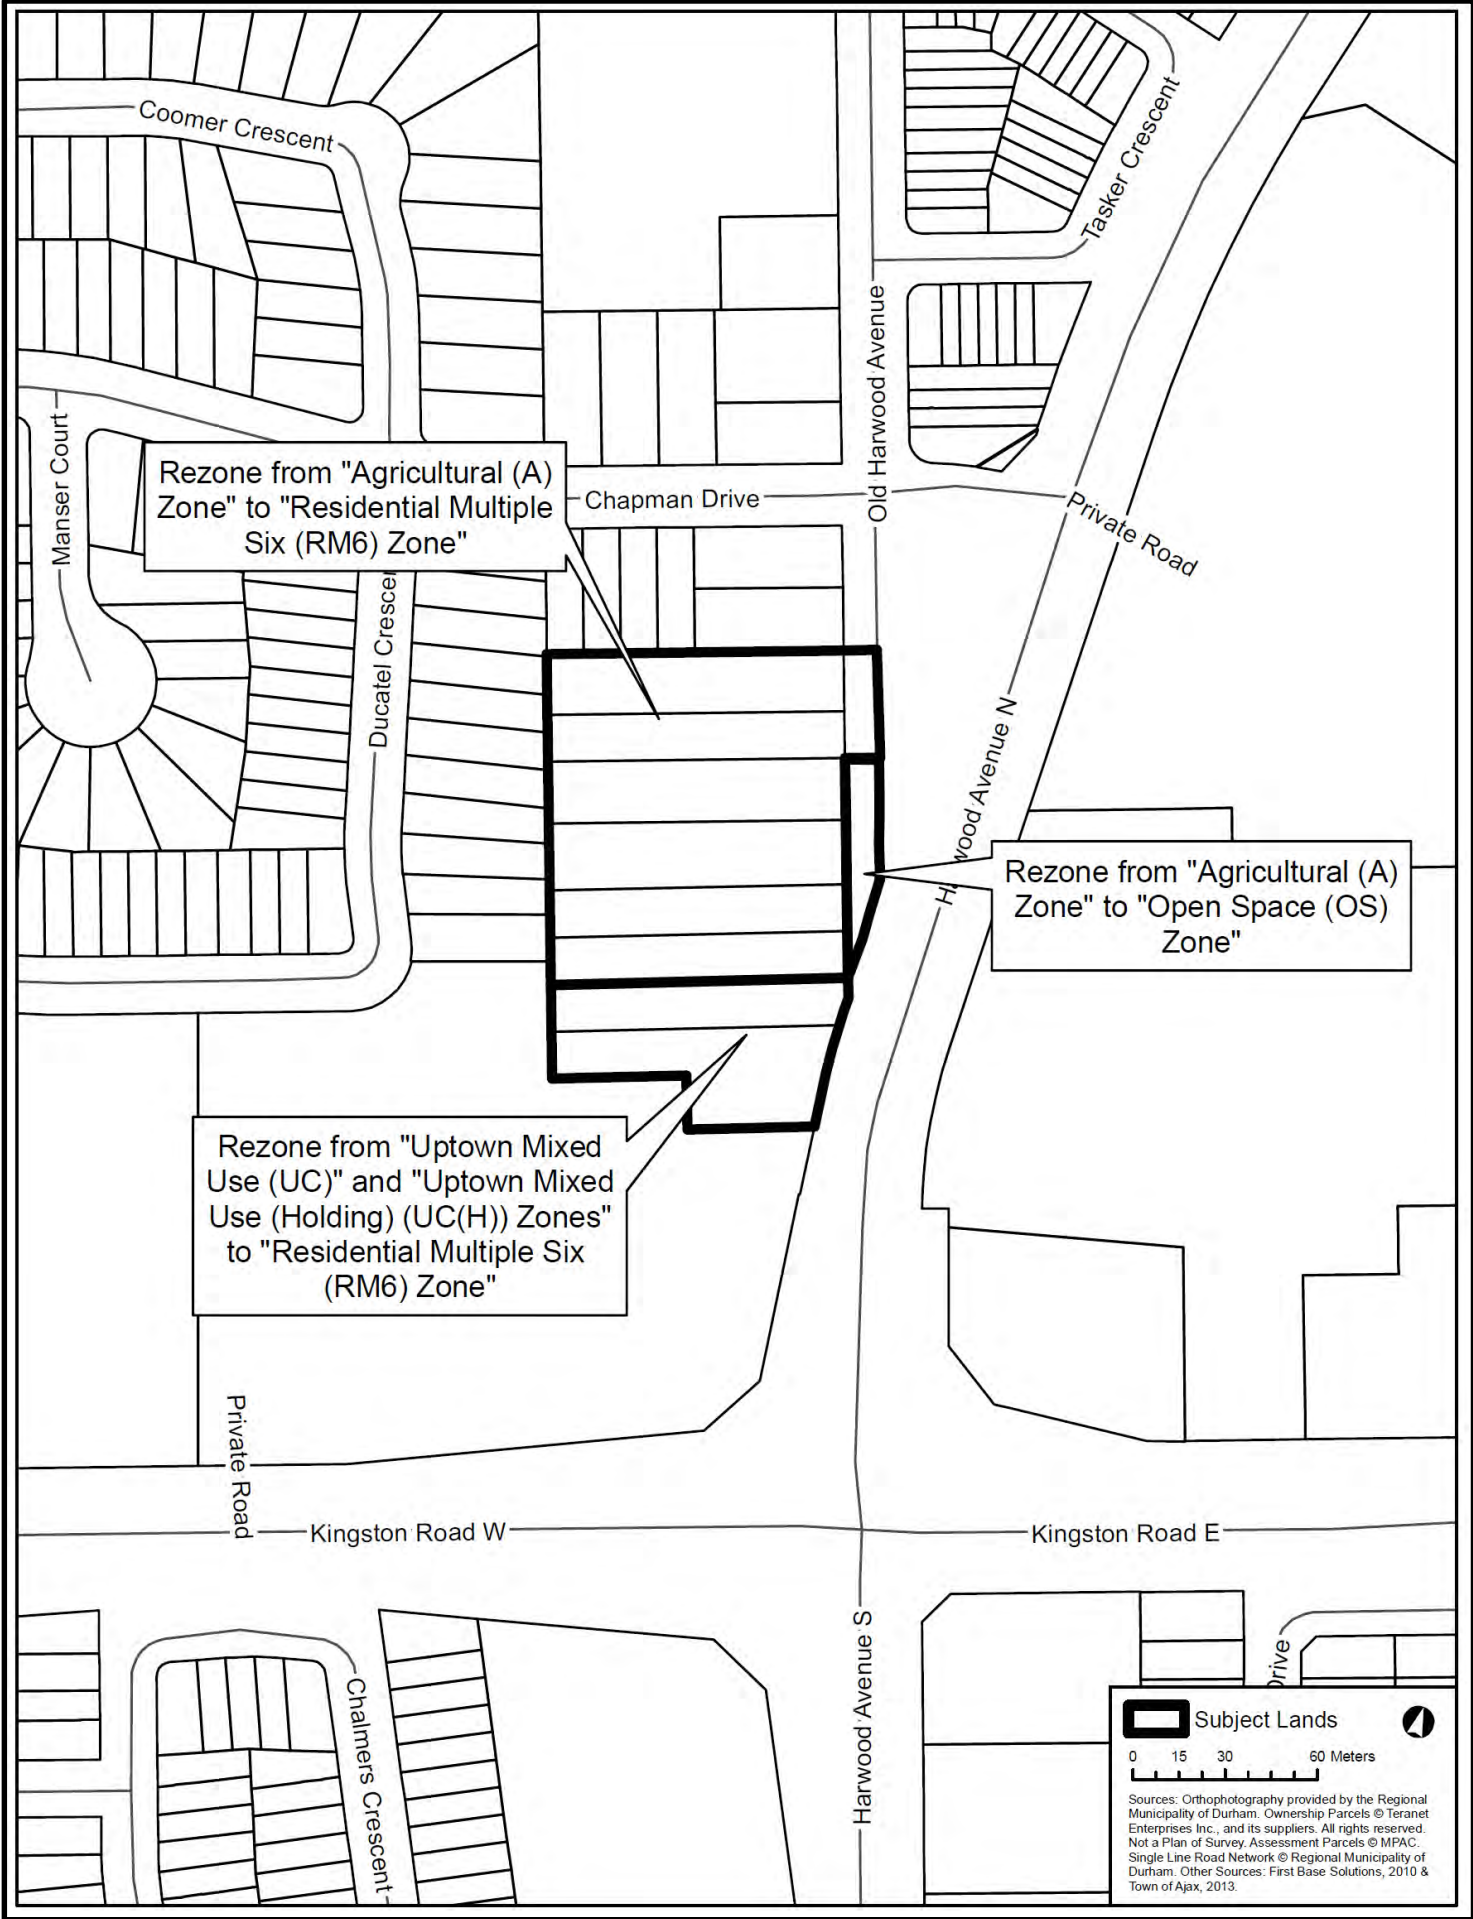 Coomer Crescent
Tasker Crescent
Old Harwood Avenue
Manser Court
Rezone from "Agricultural (A)
Zone" to "Residential Multiple
Six (RM6) Zone"
Chapman Drive
Private Road
Ducatel
Harwood Avenue N
Rezone from "Agricultural (A)
Zone" to "Open Space (OS)
Zone"
Rezone from "Uptown Mixed
Use (UC)" and "Uptown Mixed
Use (Holding) (UC(H)) Zones"
to "Residential Multiple Six
(RM6) Zone"
Private Road
Kingston Road W
Kingston Road E
Harwood Avenue S
Chalmers Crescent
Drive
Subject Lands
0 15 30 60 Meters
Sources: Orthophotography provided by the Regional
Municipality of Durham. Ownership Parcels © Teranet
Enterprises Inc., and its suppliers. All rights reserved.
Not a Plan of Survey. Assessment Parcels © MPAC.
Single Line Road Network © Regional Municipality of
Durham. Other Sources: First Base Solutions, 2010 &
Town of Ajax, 2013.